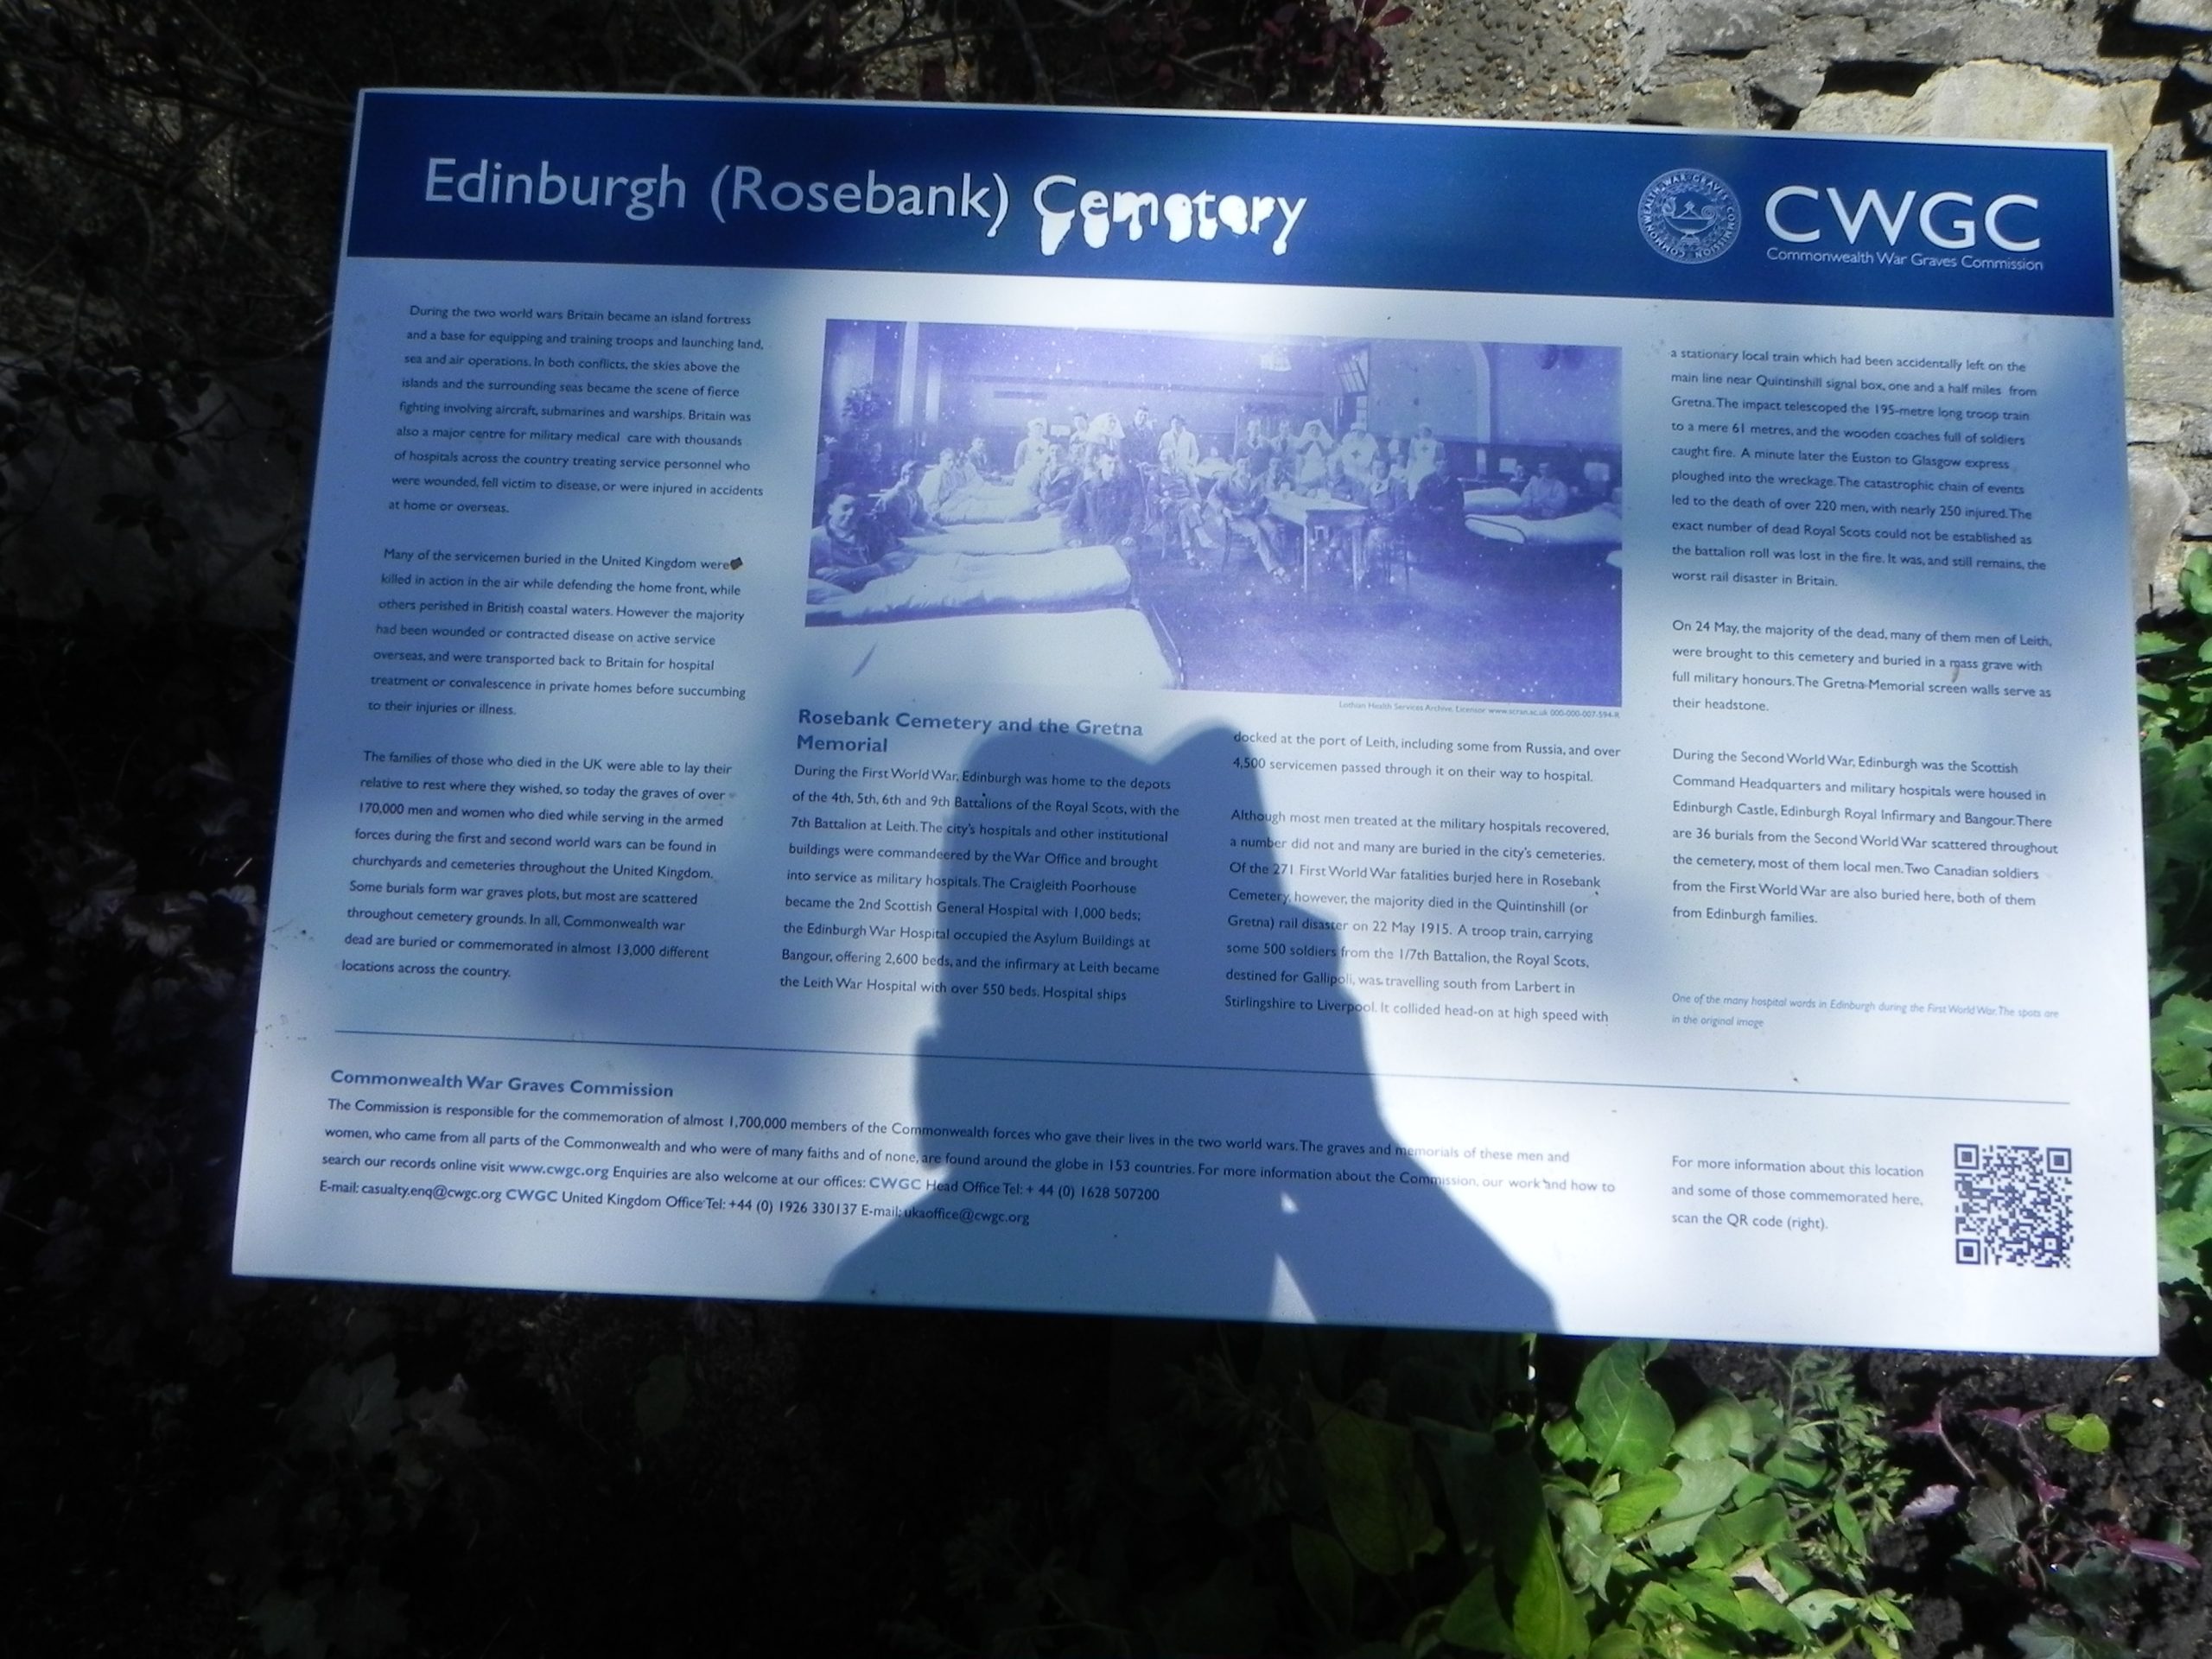 Edinburgh (Rosebank) Cemetery
COMMONWEALTH WAR GRAVES COMMISSION
CWGC
Commonwealth War Graves Commission
During the two world wars Britain became an island fortress
and a base for equipping and training troops and launching land,
sea and air operations. In both conflicts, the skies above the
islands and the surrounding seas became the scene of fierce
fighting involving aircraft, submarines and warships. Britain was
also a major centre for military medical care with thousands
of hospitals across the country treating service personnel who
were wounded, fell victim to disease, or were injured in accidents
at home or overseas.
Many of the servicemen buried in the United Kingdom were
killed in action in the air while defending the home front, while
others perished in British coastal waters. However the majority
had been wounded or contracted disease on active service
overseas, and were transported back to Britain for hospital
treatment or convalescence in private homes before succumbing
to their injuries or illness.
The families of those who died in the UK were able to lay their
relative to rest where they wished, so today the graves of over
170,000 men and women who died while serving in the armed
forces during the first and second world wars can be found in
churchyards and cemeteries throughout the United Kingdom.
Some burials form war graves plots, but most are scattered
throughout cemetery grounds. In all, Commonwealth war
dead are buried or commemorated in almost 13,000 different
locations across the country.
Lothian Health Services Archive. Licensor www.scran.ac.uk 000-000-007-594-R
Rosebank Cemetery and the Gretna
Memorial
During the First World War, Edinburgh was home to the depots
of the 4th, 5th, 6th and 9th Battalions of the Royal Scots, with the
7th Battalion at Leith. The city's hospitals and other institutional
buildings were commandeered by the War Office and brought
into service as military hospitals. The Craigleith Poorhouse
became the 2nd Scottish General Hospital with 1,000 beds;
the Edinburgh War Hospital occupied the Asylum Buildings at
Bangour, offering 2,600 beds, and the infirmary at Leith became
the Leith War Hospital with over 550 beds. Hospital ships
docked at the port of Leith, including some from Russia, and over
4,500 servicemen passed through it on their way to hospital.
Although most men treated at the military hospitals recovered,
a number did not and many are buried in the city's cemeteries.
Of the 271 First World War fatalities buried here in Rosebank
Cemetery, however, the majority died in the Quintinshill (or
Gretna) rail disaster on 22 May 1915. A troop train, carrying
some 500 soldiers from the 1/7th Battalion, the Royal Scots,
destined for Gallipoli, was travelling south from Larbert in
Stirlingshire to Liverpool. It collided head-on at high speed with
a stationary local train which had been accidentally left on the
main line near Quintinshill signal box, one and a half miles from
Gretna. The impact telescoped the 195-metre long troop train
to a mere 61 metres, and the wooden coaches full of soldiers
caught fire. A minute later the Euston to Glasgow express
ploughed into the wreckage. The catastrophic chain of events
led to the death of over 220 men, with nearly 250 injured. The
exact number of dead Royal Scots could not be established as
the battalion roll was lost in the fire. It was, and still remains, the
worst rail disaster in Britain.
On 24 May, the majority of the dead, many of them men of Leith,
were brought to this cemetery and buried in a mass grave with
full military honours. The Gretna Memorial screen walls serve as
their headstone.
During the Second World War, Edinburgh was the Scottish
Command Headquarters and military hospitals were housed in
Edinburgh Castle, Edinburgh Royal Infirmary and Bangour. There
are 36 burials from the Second World War scattered throughout
the cemetery, most of them local men. Two Canadian soldiers
from the First World War are also buried here, both of them
from Edinburgh families.
One of the many hospital wards in Edinburgh during the First World War. The spots are
in the original image
Commonwealth War Graves Commission
The Commission is responsible for the commemoration of almost 1,700,000 members of the Commonwealth forces who gave their lives in the two world wars. The graves and memorials of these men and
women, who came from all parts of the Commonwealth and who were of many faiths and of none, are found around the globe in 153 countries. For more information about the Commission, our work and how to
search our records online visit www.cwgc.org Enquiries are also welcome at our offices: CWGC Head Office Tel: + 44 (0) 1628 507200
E-mail: casualty.enq@cwgc.org CWGC United Kingdom Office Tel: +44 (0) 1926 330137 E-mail: ukaoffice@cwgc.org
For more information about this location
and some of those commemorated here,
scan the QR code (right).